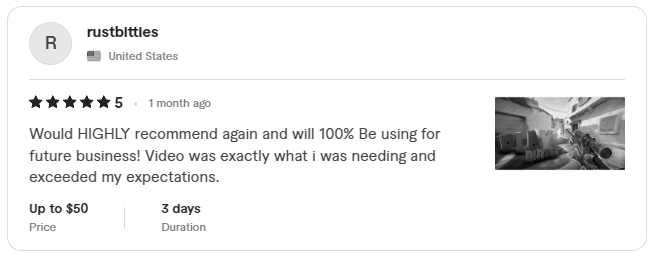 R
rustbitties
United States
5
1 month ago
Would HIGHLY recommend again and will 100% Be using for
future business! Video was exactly what i was needing and
exceeded my expectations.
Up to $50
3 days
Price
Duration